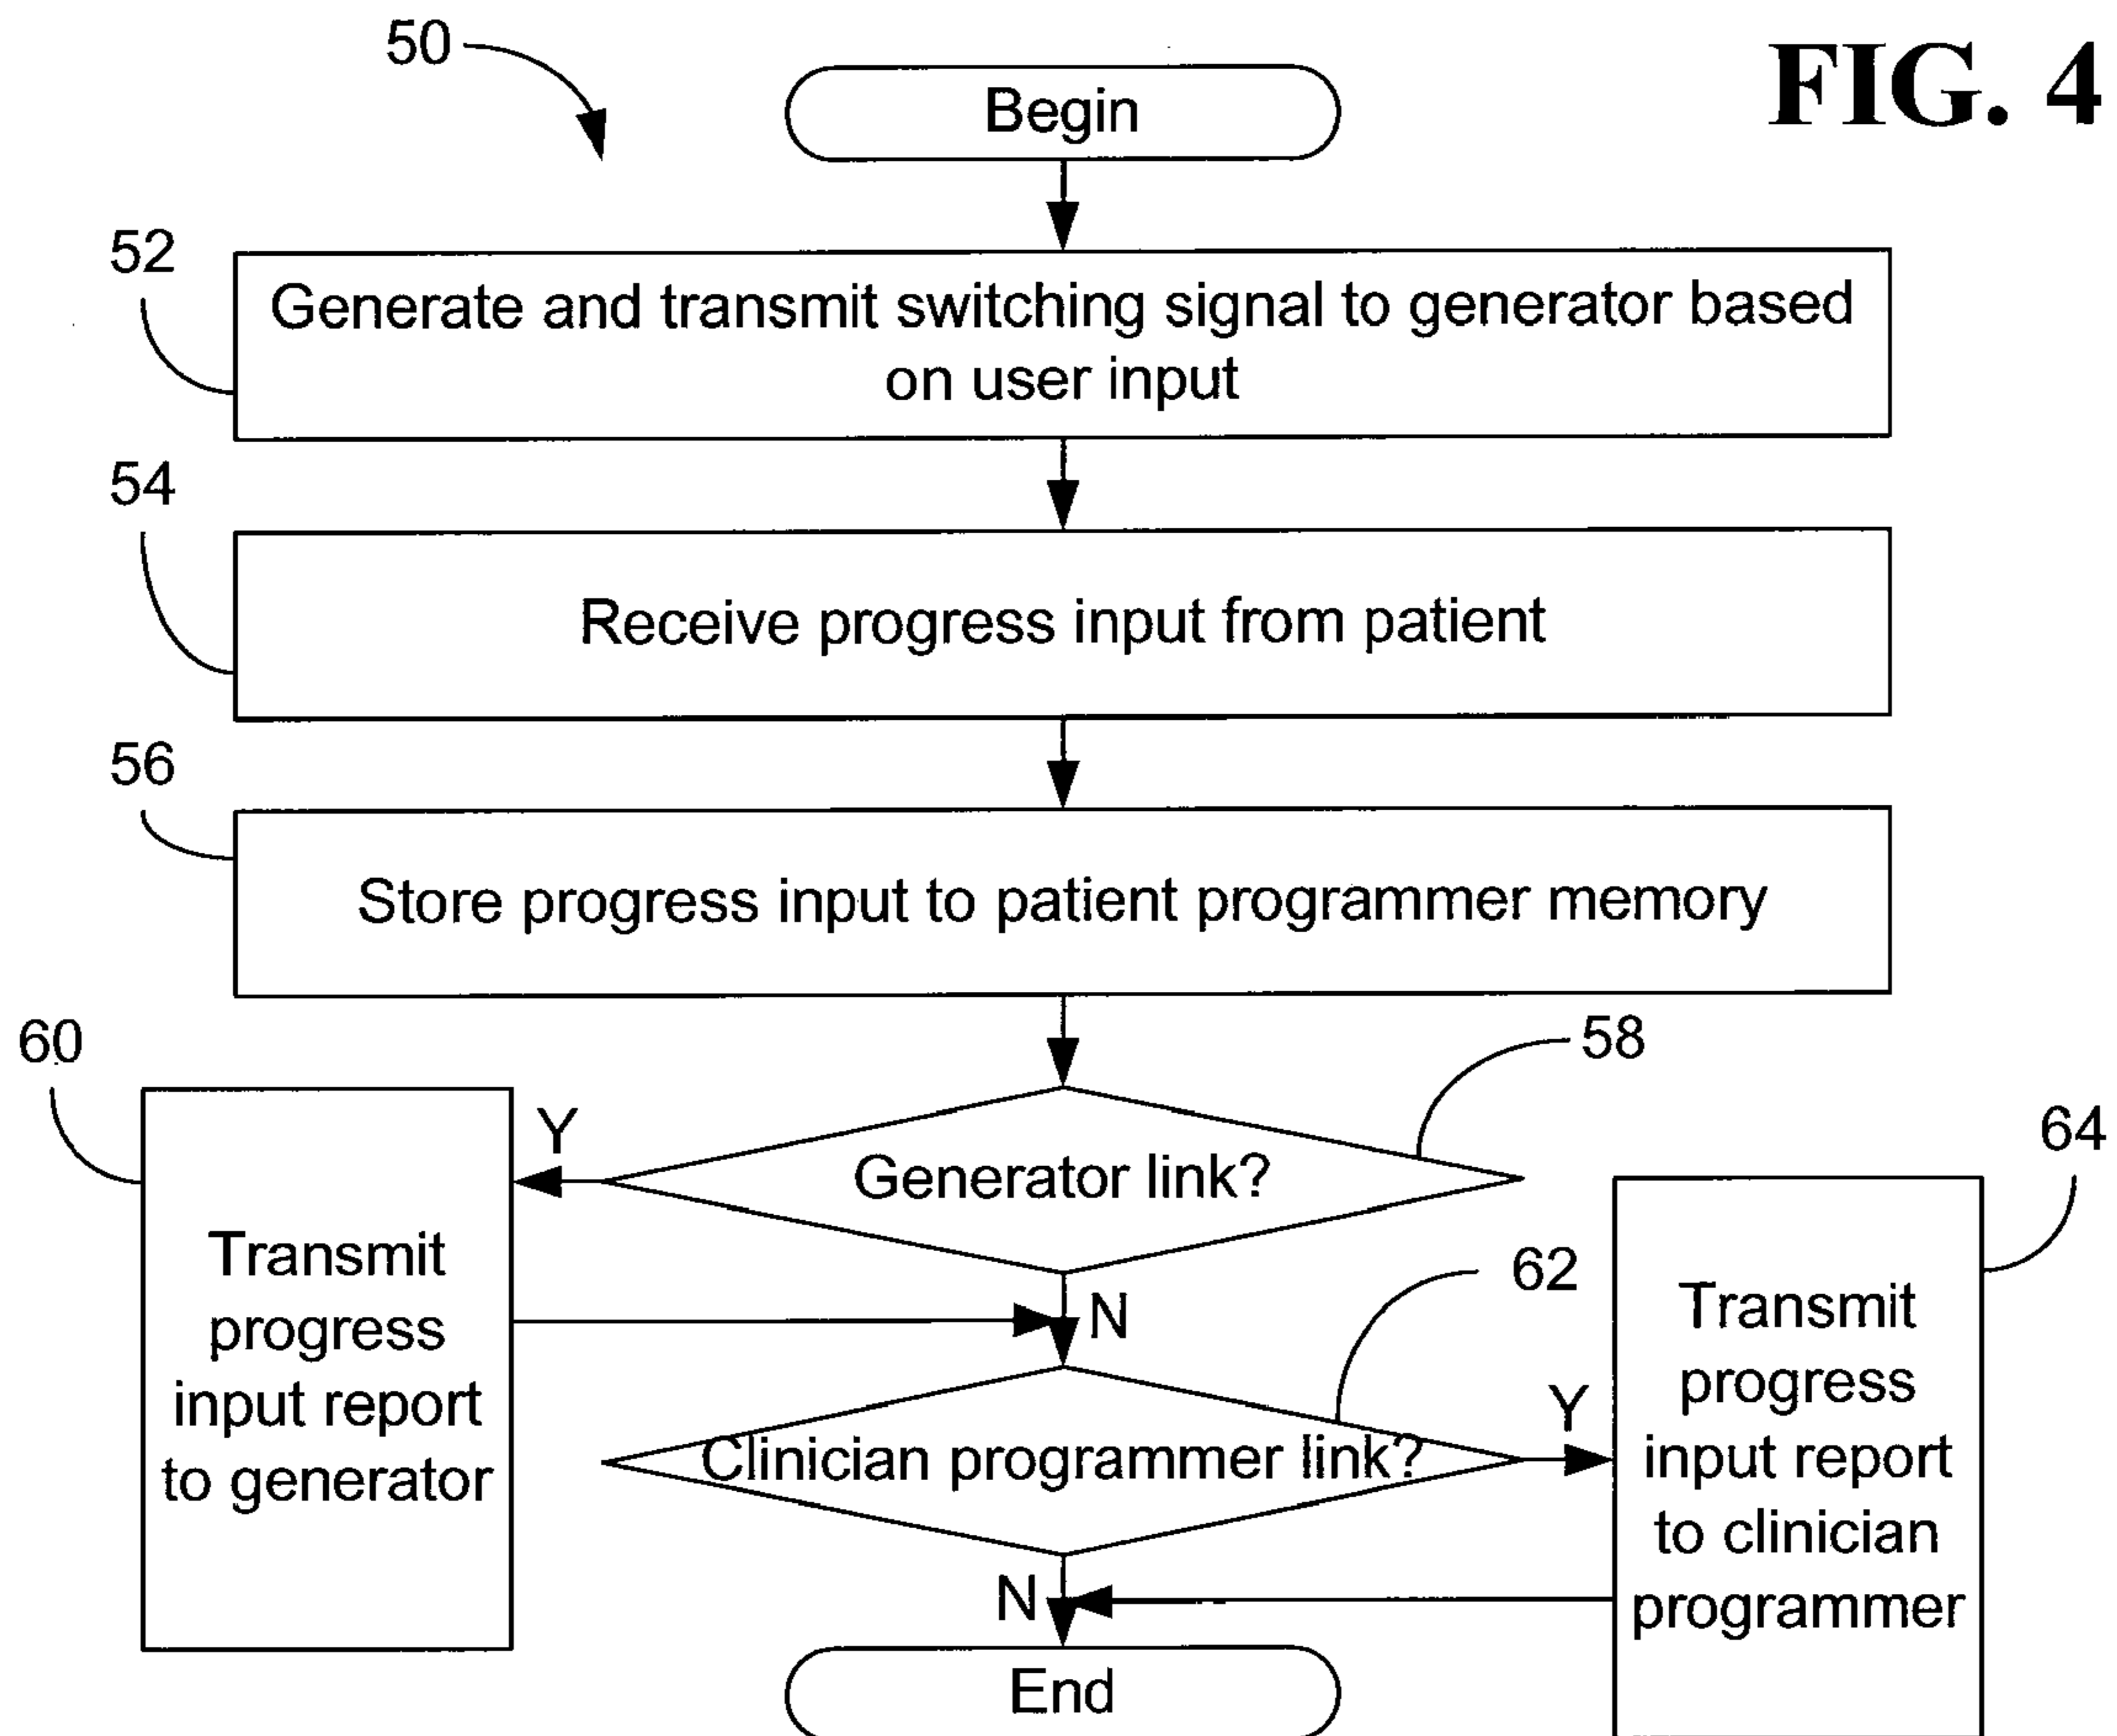 FIG. 4
50
Begin
52
Generate and transmit switching signal to generator based
on user input
54
Receive progress input from patient
56
Store progress input to patient programmer memory
58
Generator link?
Y
N
60
Transmit
progress
input report
to generator
62
Clinician programmer link?
Y
N
64
Transmit
progress
input report
to clinician
programmer
End